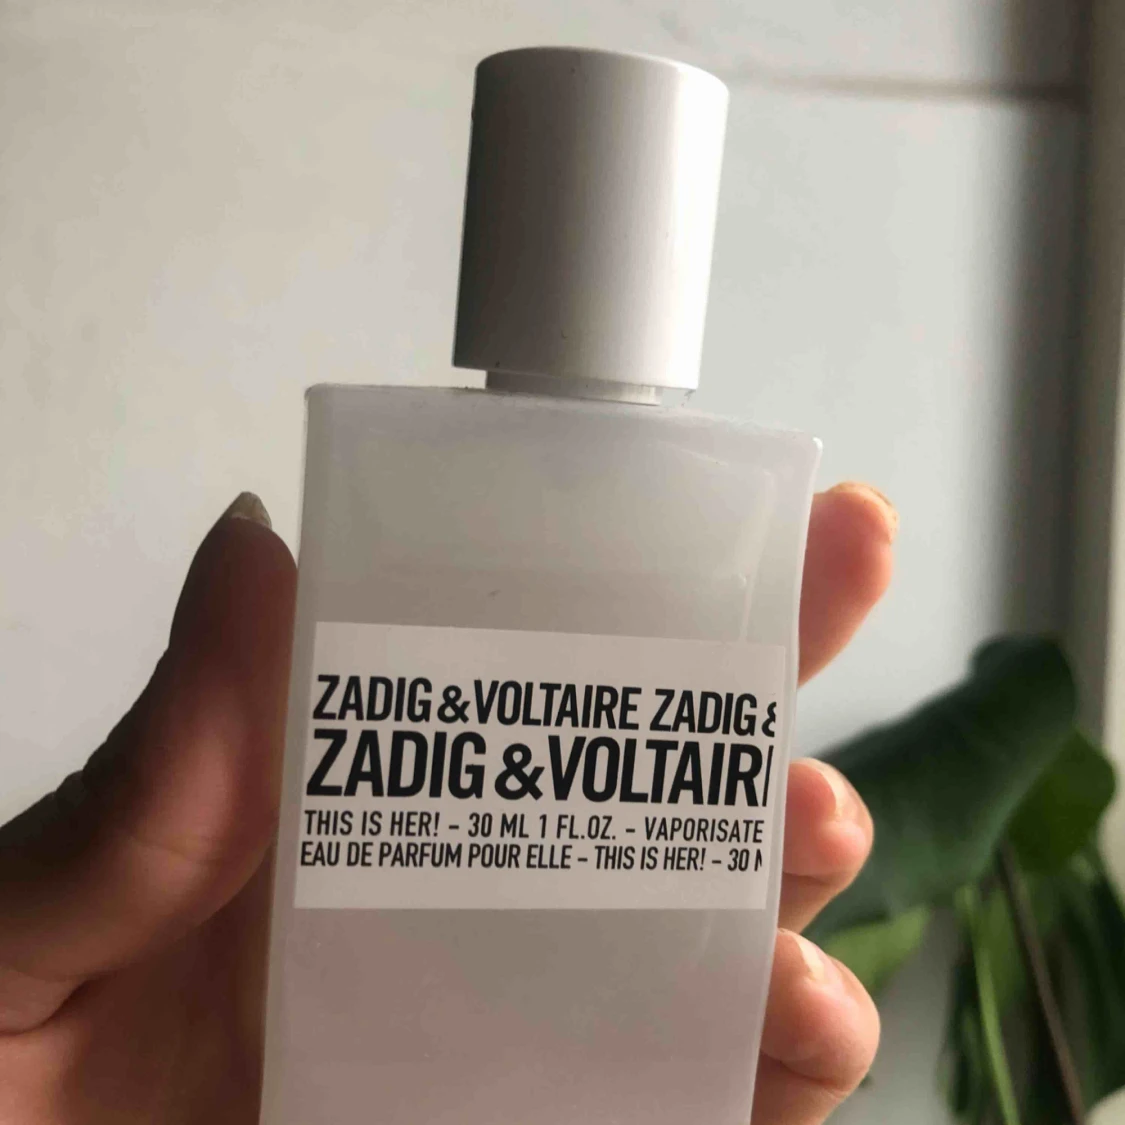 ZADIG&VOLTAIRE ZADIG &
ZADIG &VOLTAIR
THIS IS HER! – 30 ML 1 FL.OZ. – VAPORISATE
EAU DE PARFUM POUR ELLE – THIS IS HER! – 30